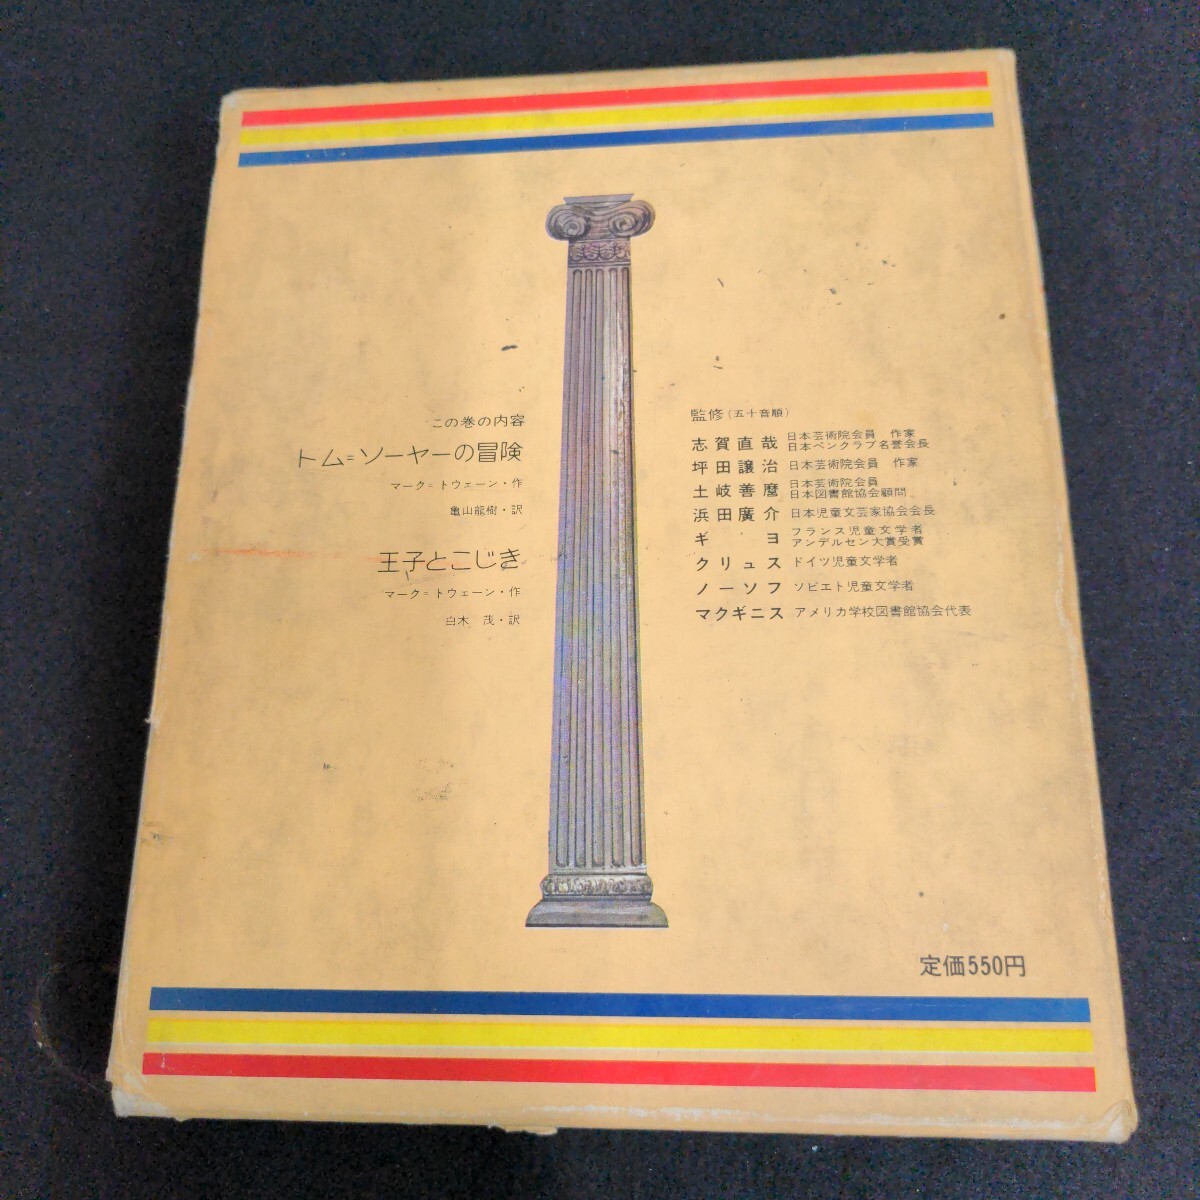 この巻の内容
トム=ソーヤーの冒険
マーク=トウェーン・作
亀山龍樹・訳
王子とこじき
マーク=トウェーン・作
白木 茂・訳
監修(五十音順)
志賀直哉 日本芸術院会員 作家
日本ペンクラブ名誉会長
坪田譲治 日本芸術院会員 作家
土岐善麿 日本芸術院会員
日本図書館協会顧問
浜田廣介 日本児童文芸家協会会長
ギヨ フランス児童文学者
アンデルセン大賞受賞
クリュス ドイツ児童文学者
ノーソフ ソビエト児童文学者
マクギニス アメリカ学校図書館協会代表
定価550円